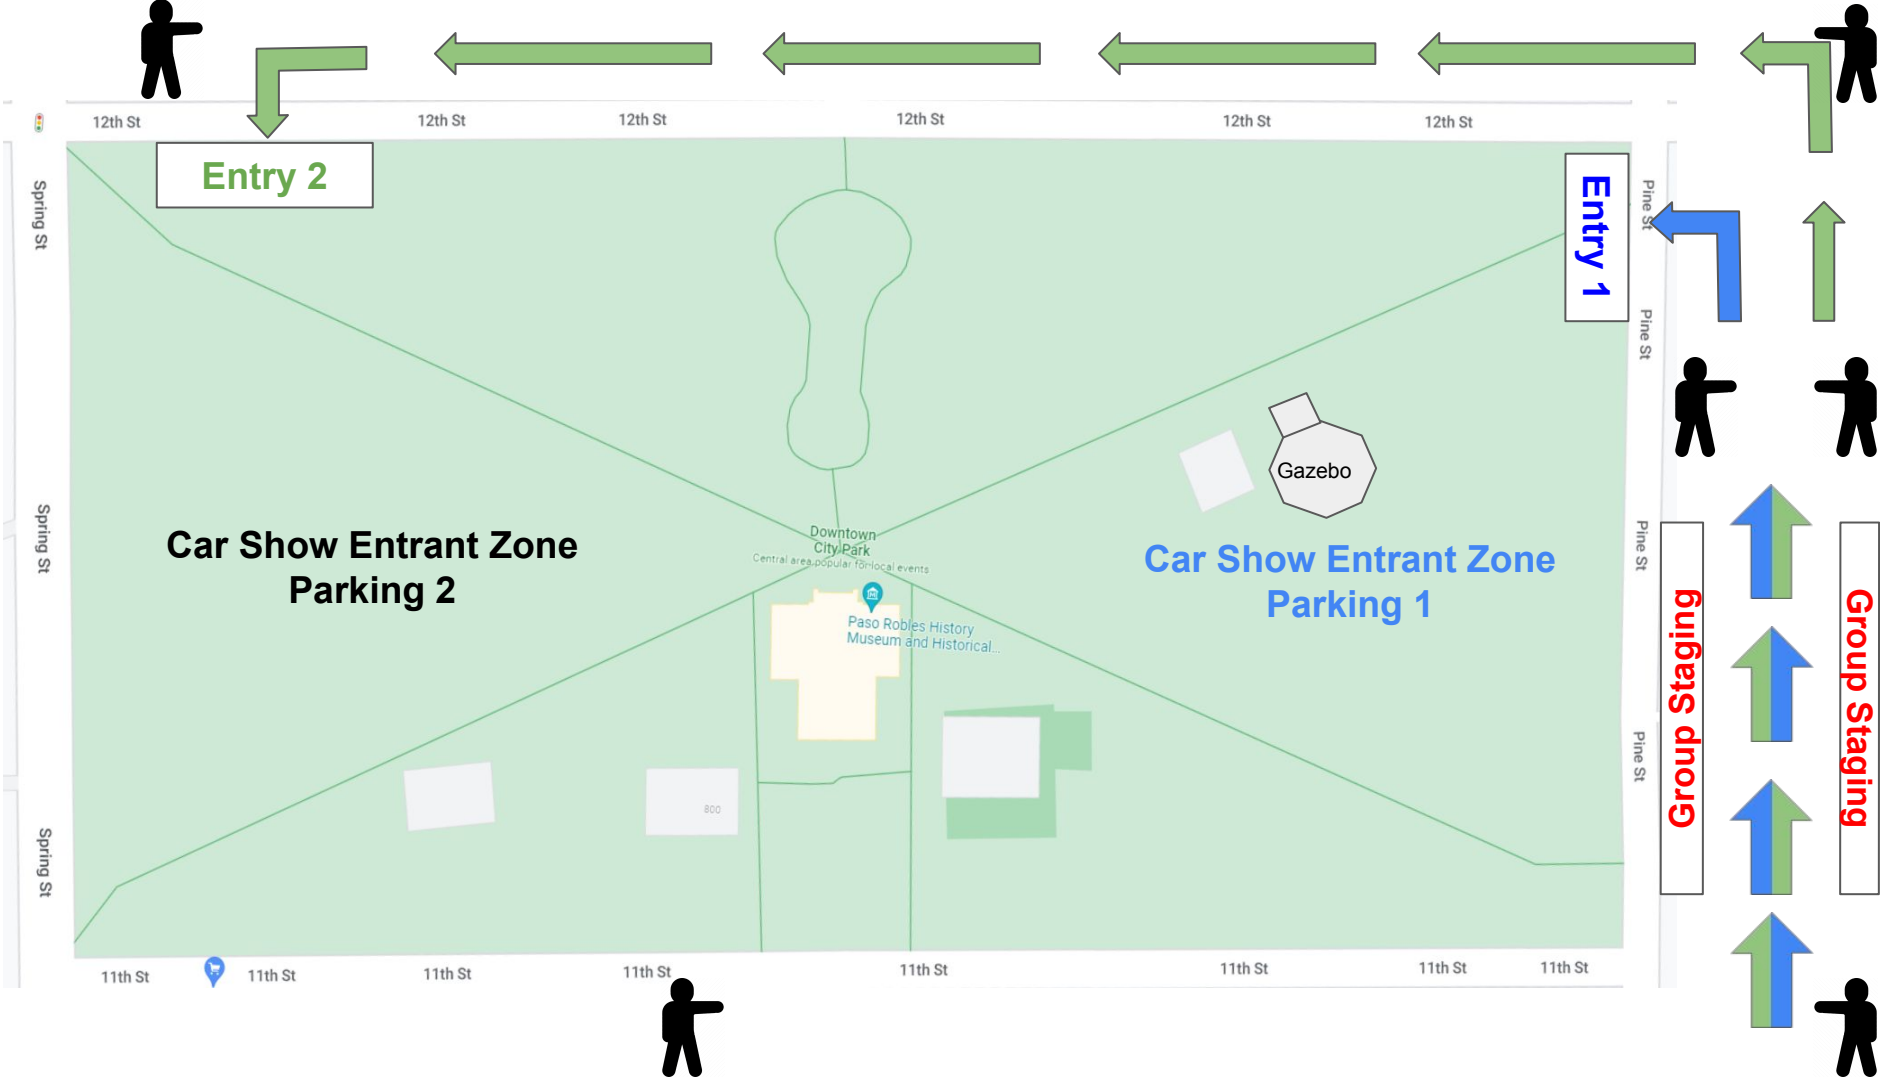 12th St
12th St
12th St
12th St
12th St
12th St
Entry 2
Entry 1
Spring St
Pine St
Pine St
Gazebo
Spring St
Car Show Entrant Zone
Parking 2
Downtown
City Park
Central area popular for local events
Car Show Entrant Zone
Parking 1
Pine St
Paso Robles History
Museum and Historical...
Group Staging
Group Staging
Pine St
800
Spring St
11th St
11th St
11th St
11th St
11th St
11th St
11th St
11th St